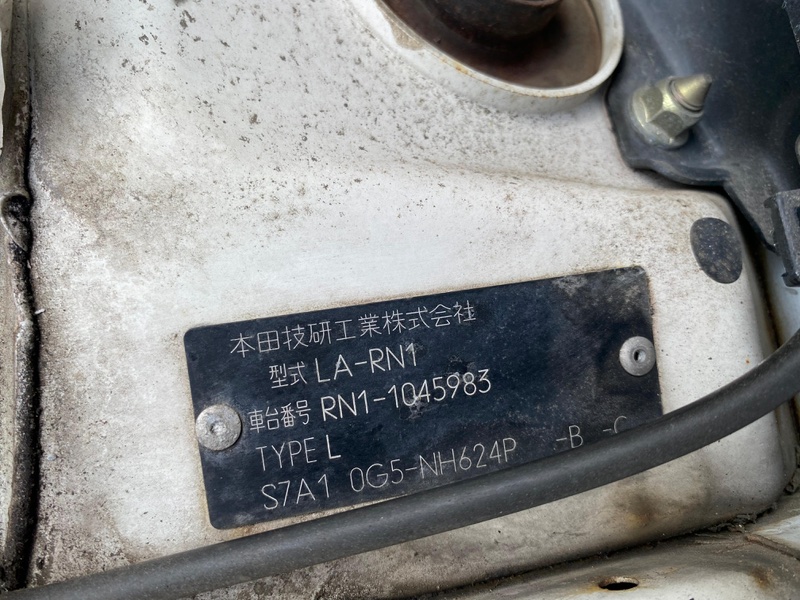 本田技研工業株式会社
型式 LA-RN1
車台番号 RN1-1045983
TYPE L
S7A1 0G5-NH624P -B -C